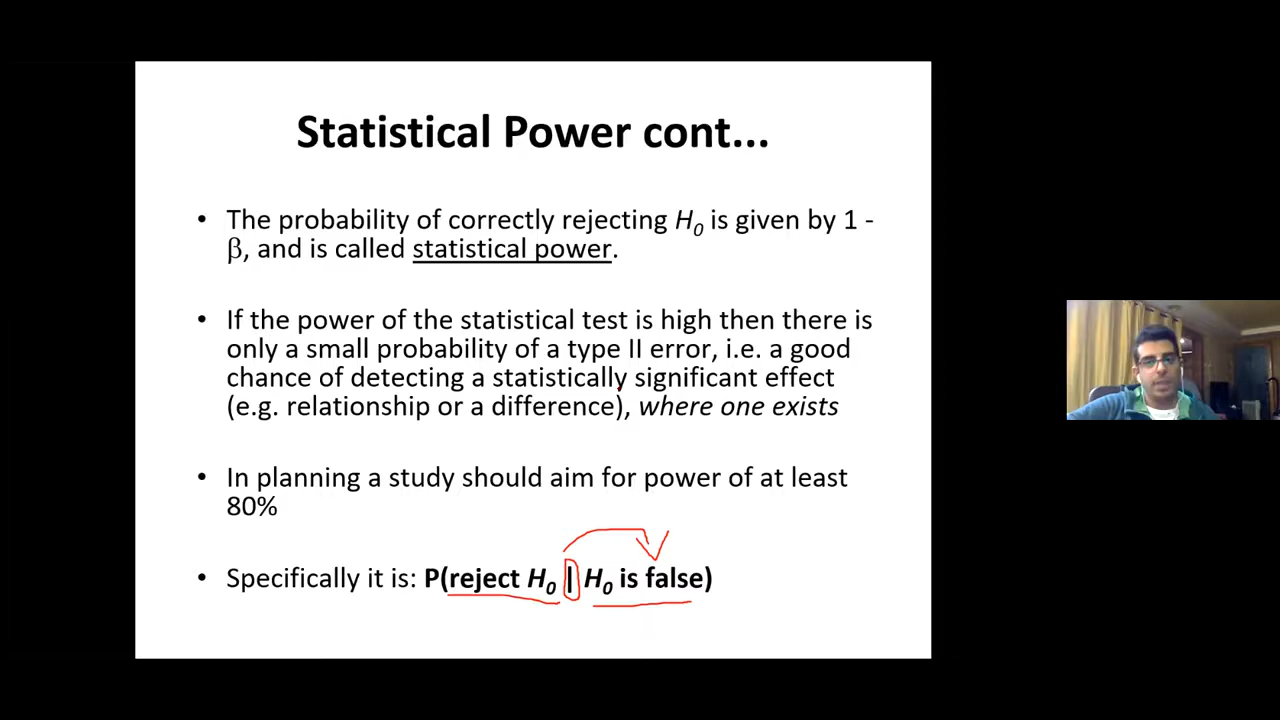 Statistical Power cont...
• The probability of correctly rejecting H0 is given by 1 -
β, and is called statistical power.
• If the power of the statistical test is high then there is
only a small probability of a type II error, i.e. a good
chance of detecting a statistically significant effect
(e.g. relationship or a difference), where one exists
• In planning a study should aim for power of at least
80%
• Specifically it is: P(reject H0 | H0 is false)